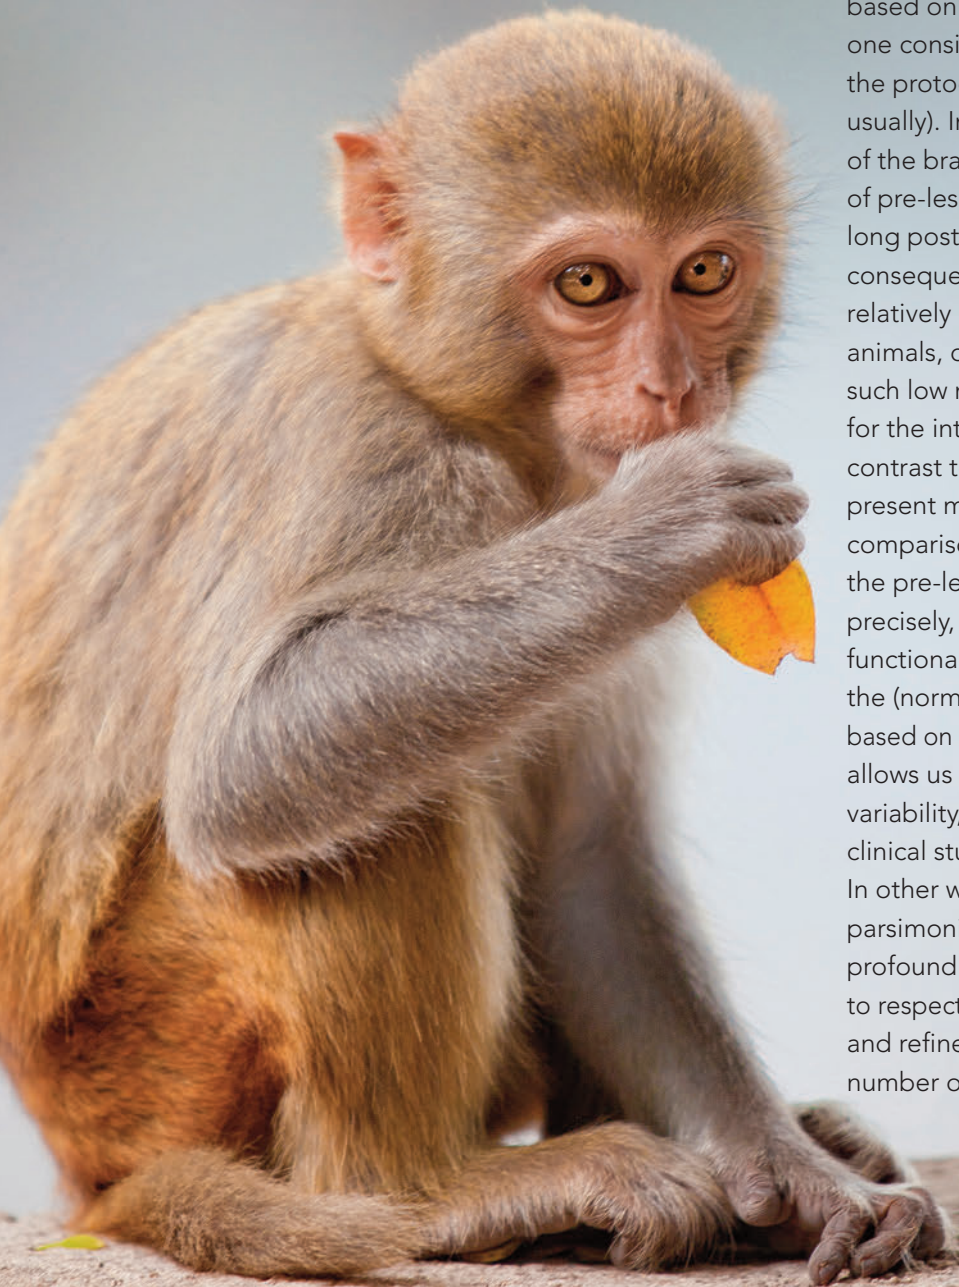 based on
one consi
the proto
usually). I
of the bra
of pre-les
long post
conseque
relatively
animals, c
such low r
for the int
contrast t
present m
comparis
the pre-le
precisely,
functiona
the (norm
based on
allows us
variability,
clinical stu
In other w
parsimon
profound
to respect
and refine
number o